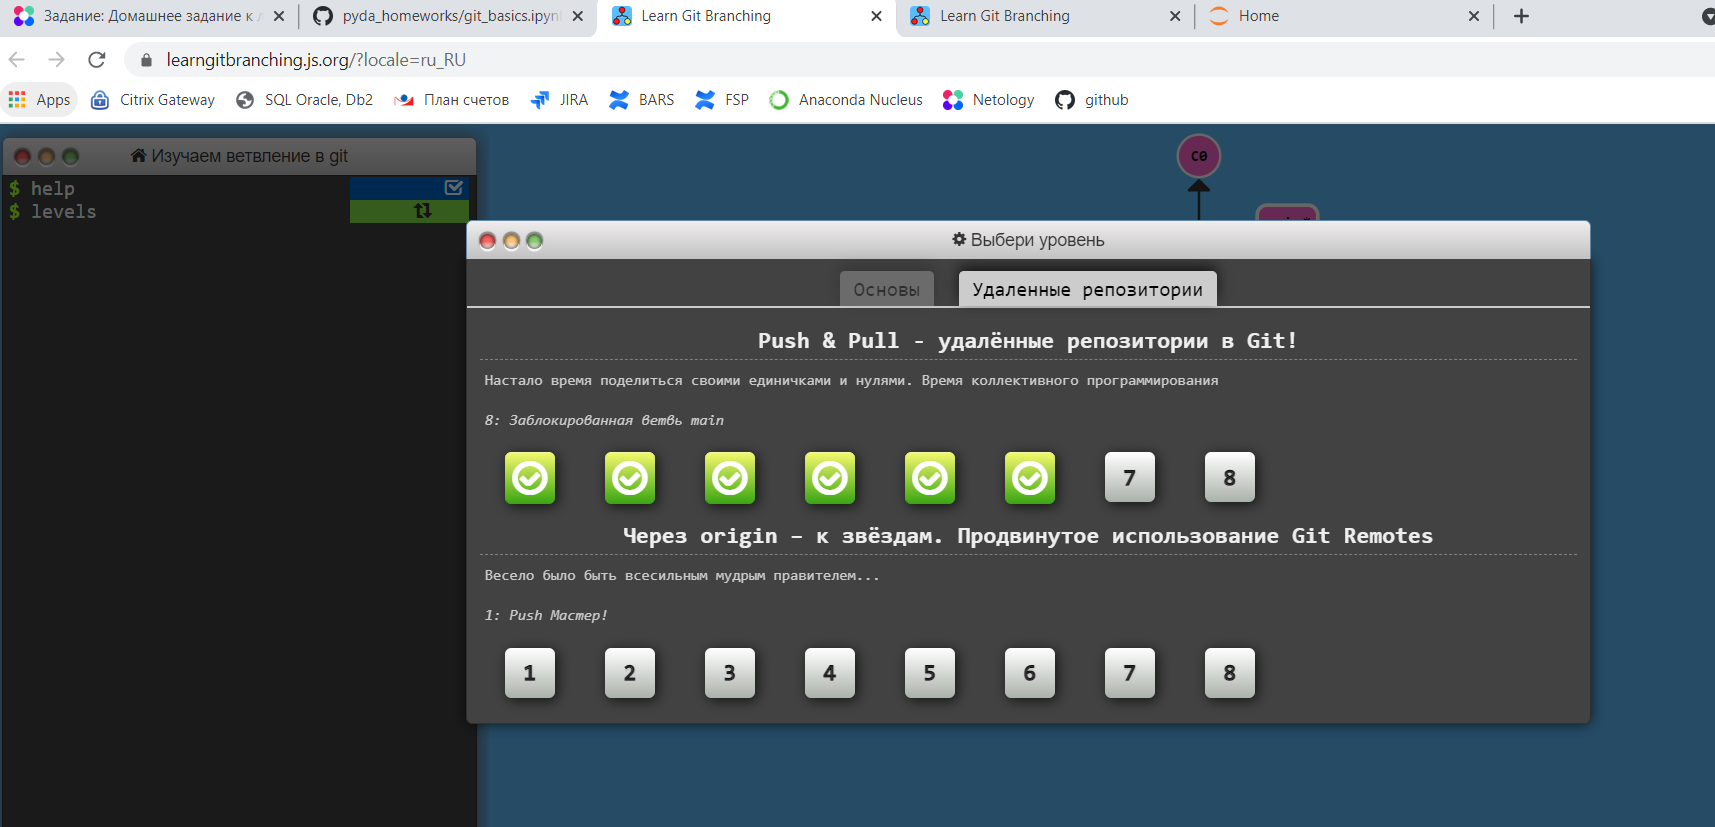 Задание: Домашнее задание к л
pyda_homeworks/git_basics.ipyn
Learn Git Branching
Learn Git Branching
Home
learngitbranching.js.org/?locale=ru_RU
Apps
Citrix Gateway
SQL Oracle, Db2
План счетов
JIRA
BARS
FSP
Anaconda Nucleus
Netology
github
Изучаем ветвление в git
$ help
$ levels
C0
Выбери уровень
Основы
Удаленные репозитории
Push & Pull - удалённые репозитории в Git!
Настало время поделиться своими единичками и нулями. Время коллективного программирования
8: Заблокированная ветвь main
7 8
Через origin – к звёздам. Продвинутое использование Git Remotes
Весело было быть всесильным мудрым правителем...
1: Push Мастер!
1 2 3 4 5 6 7 8